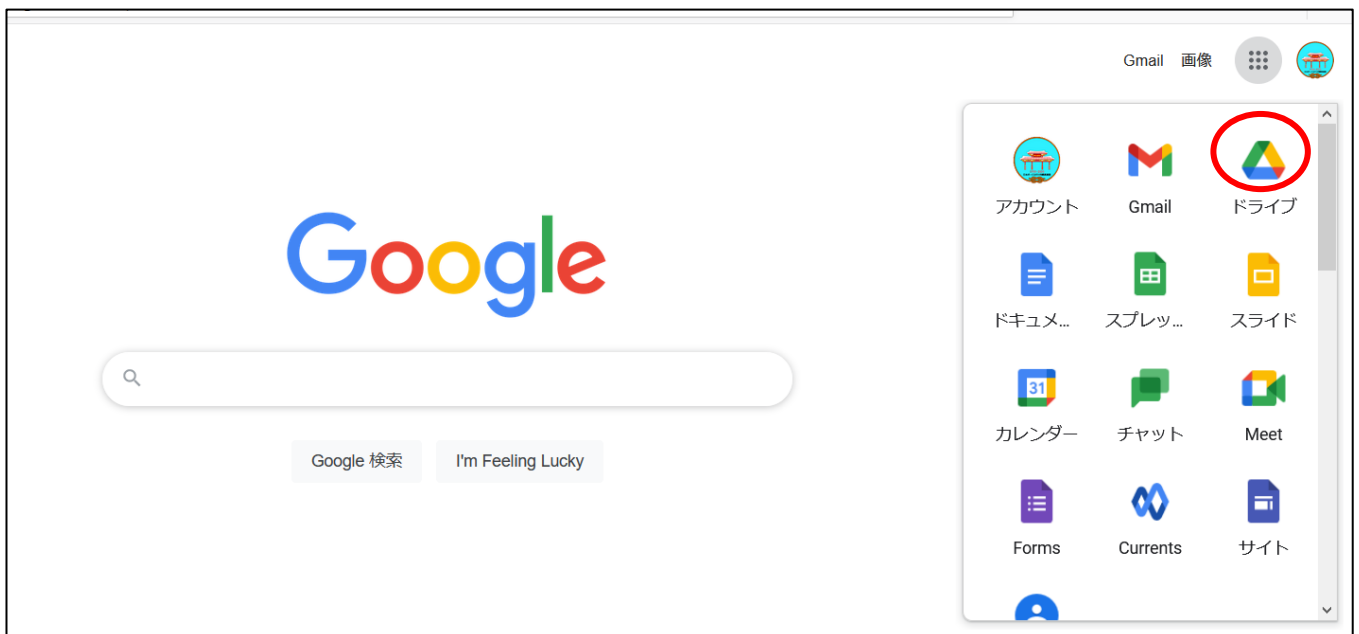 Gmail 画像
アカウント Gmail ドライブ
Google
ドキュメ... スプレッ... スライド
31
カレンダー チャット Meet
Google 検索 I'm Feeling Lucky
Forms Currents サイト